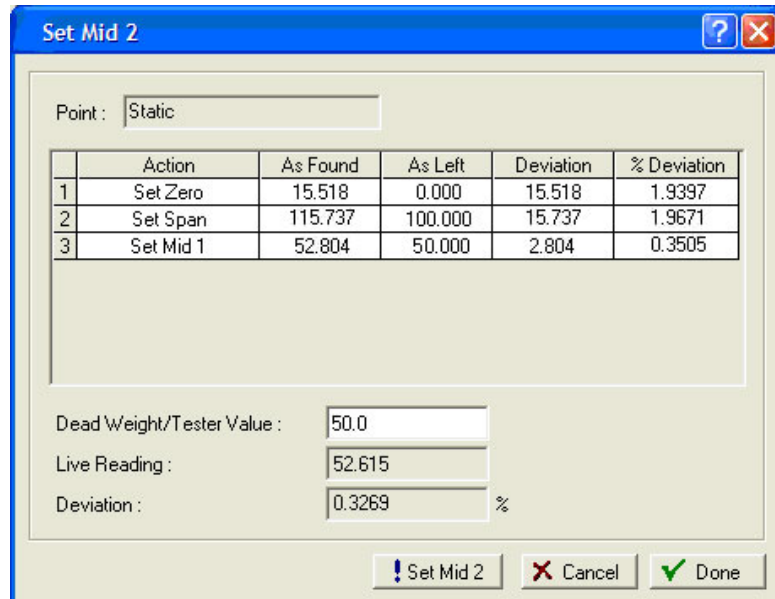 Set Mid 2
Point : Static
Action As Found As Left Deviation % Deviation
1 Set Zero 15.518 0.000 15.518 1.9397
2 Set Span 115.737 100.000 15.737 1.9671
3 Set Mid 1 52.804 50.000 2.804 0.3505
Dead Weight/Tester Value : 50.0
Live Reading : 52.615
Deviation : 0.3269 %
! Set Mid 2 Cancel Done